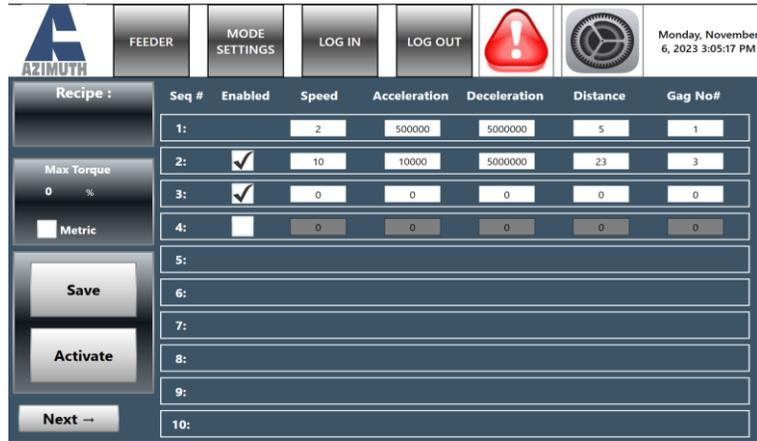 AZIMUTH
FEEDER
MODE
SETTINGS
LOG IN
LOG OUT
Monday, November
6, 2023 3:05:17 PM
Recipe :
Max Torque
0 %
Metric
Save
Activate
Next →
Seq # Enabled Speed Acceleration Deceleration Distance Gag No#
1: 2 500000 5000000 5 1
2: 10 10000 5000000 23 3
3: 0 0 0 0 0
4: 0 0 0 0 0
5:
6:
7:
8:
9:
10: